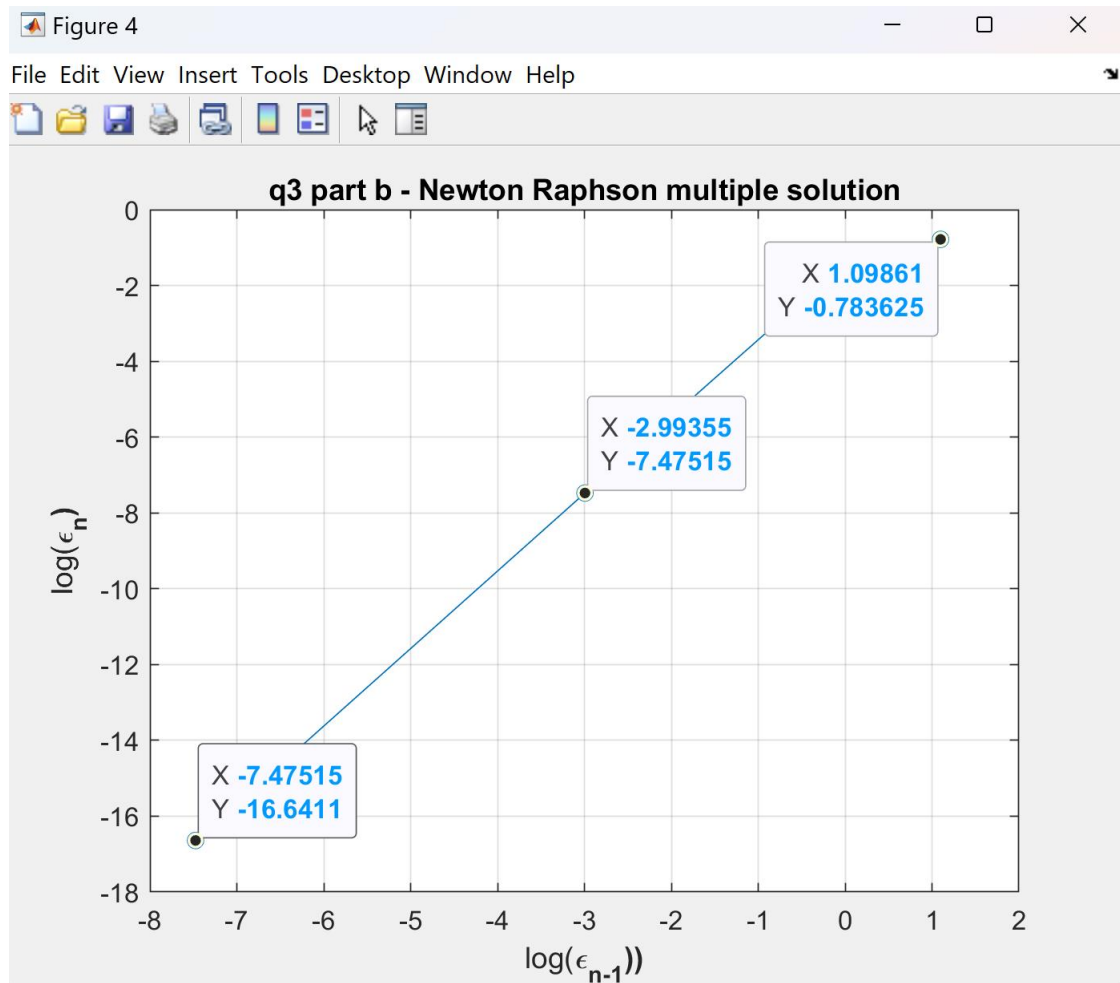 Figure 4
File Edit View Insert Tools Desktop Window Help
q3 part b - Newton Raphson multiple solution
0
-2
-4
-6
-8
-10
-12
-14
-16
-18
log(ϵn)
X 1.09861
Y -0.783625
X -2.99355
Y -7.47515
X -7.47515
Y -16.6411
-8 -7 -6 -5 -4 -3 -2 -1 0 1 2
log(ϵn-1))